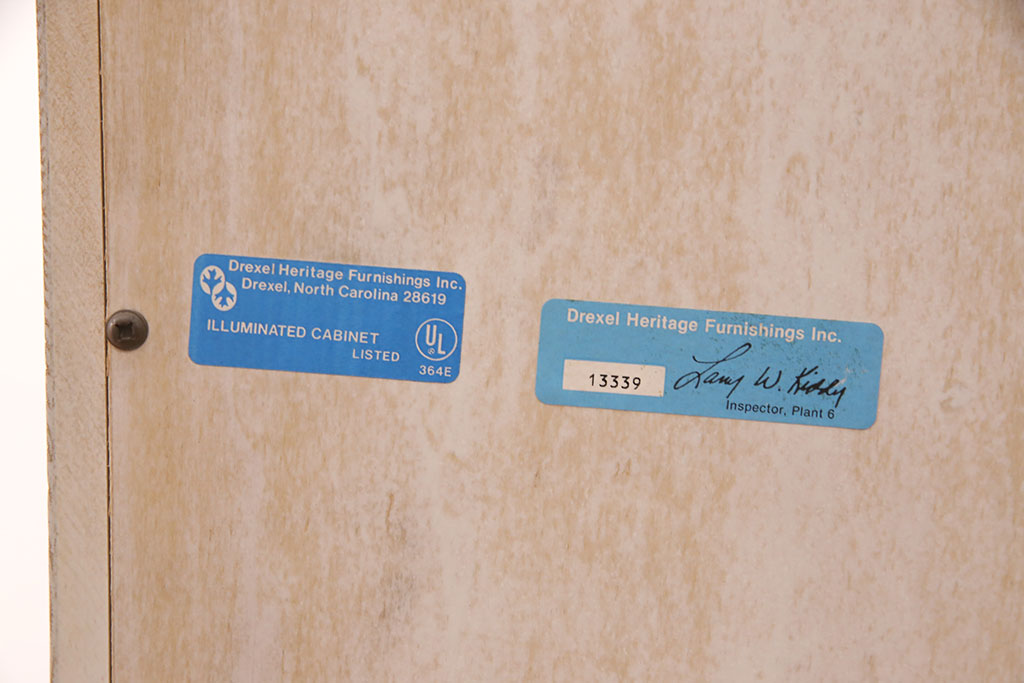 Drexel Heritage Furnishings Inc.
Drexel, North Carolina 28619
ILLUMINATED CABINET
LISTED
UL
364E
Drexel Heritage Furnishings Inc.
13339
Larry W. Kiddy
Inspector, Plant 6